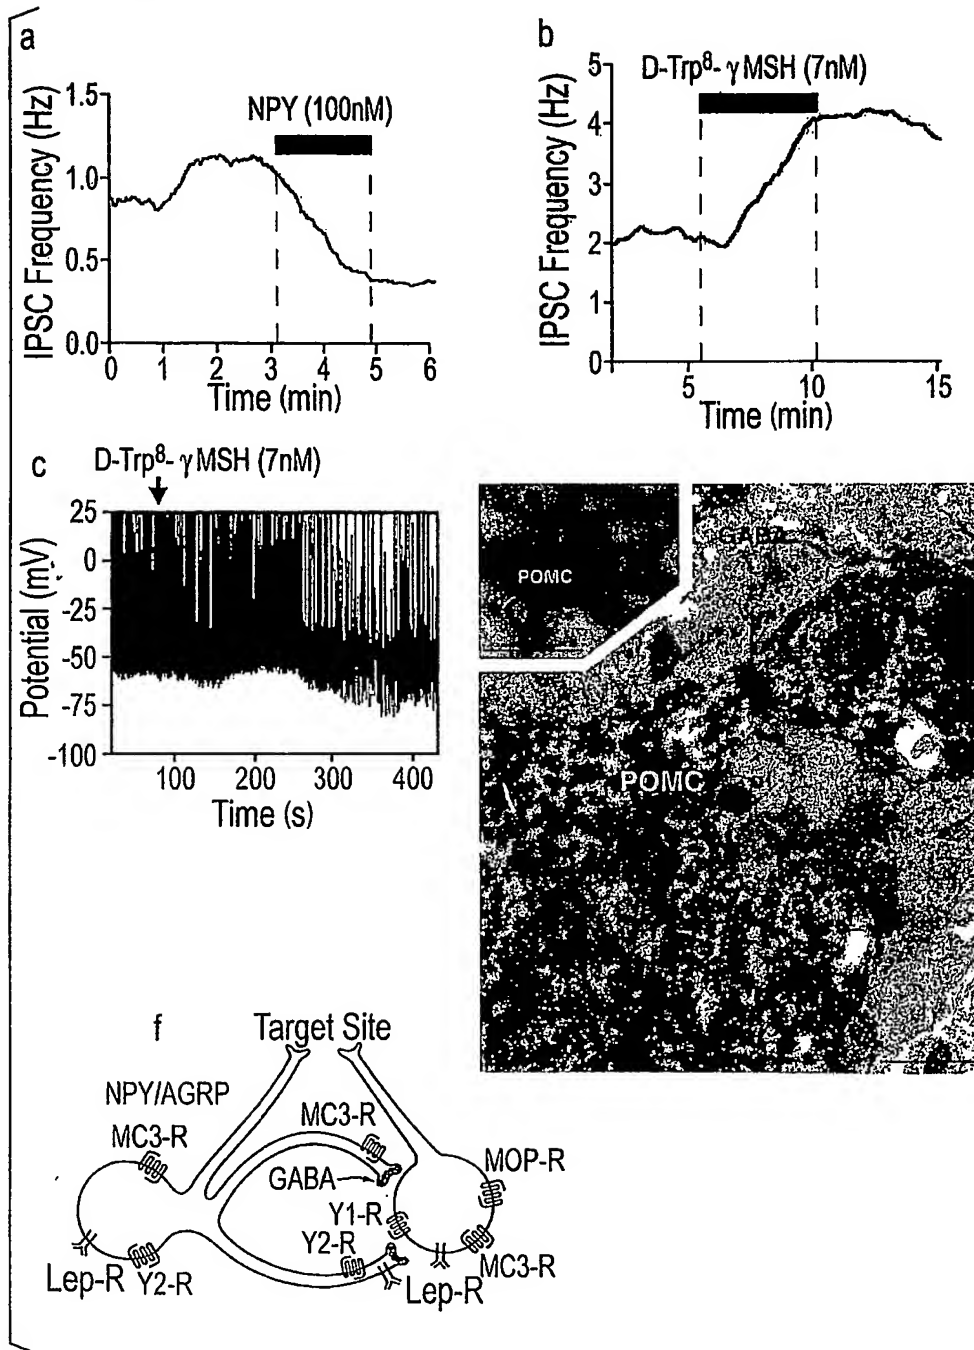 a
NPY (100nM)
IPSC Frequency (Hz)
1.5
1.0
0.5
0.0
0 1 2 3 4 5 6
Time (min)
b
D-Trp⁸- γ MSH (7nM)
IPSC Frequency (Hz)
5
4
3
2
1
0
5 10 15
Time (min)
c
D-Trp⁸- γ MSH (7nM)
Potential (mV)
25
0
-25
-50
-75
-100
100 200 300 400
Time (s)
POMC
GABA
POMC
f
Target Site
NPY/AGRP
MC3-R
MC3-R
MOP-R
GABA
Y1-R
Y2-R
MC3-R
Lep-R
Y2-R
Lep-R